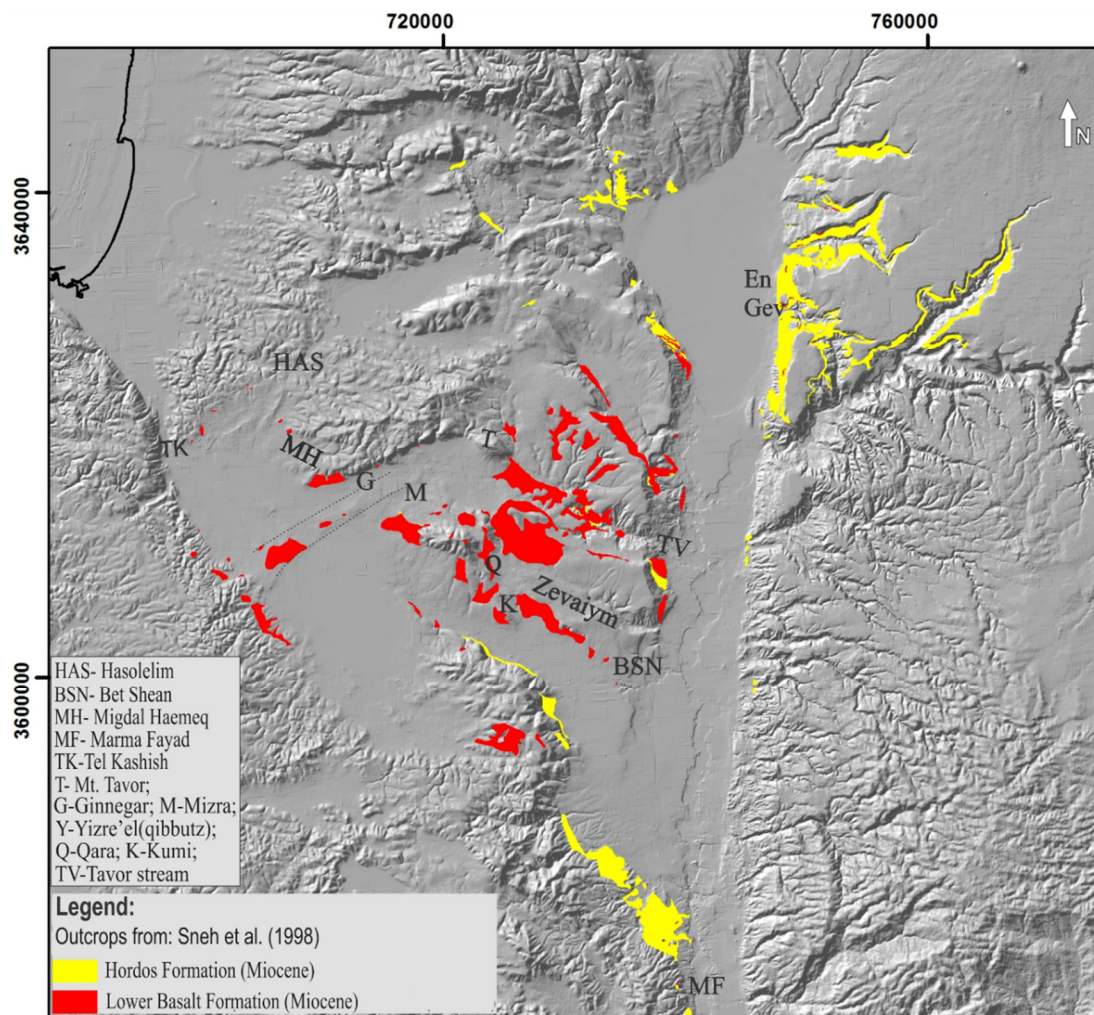 720000
760000
N
3640000
En
Gev
HAS
TK
MH
G
T
M
TV
Q
Zevaiym
K
BSN
3600000
HAS- Hasolelim
BSN- Bet Shean
MH- Migdal Haemeq
MF- Marma Fayad
TK-Tel Kashish
T- Mt. Tavor;
G-Ginnegar; M-Mizra;
Y-Yizre’el(qibbutz);
Q-Qara; K-Kumi;
TV-Tavor stream
Legend:
Outcrops from: Sneh et al. (1998)
Hordos Formation (Miocene)
Lower Basalt Formation (Miocene)
MF